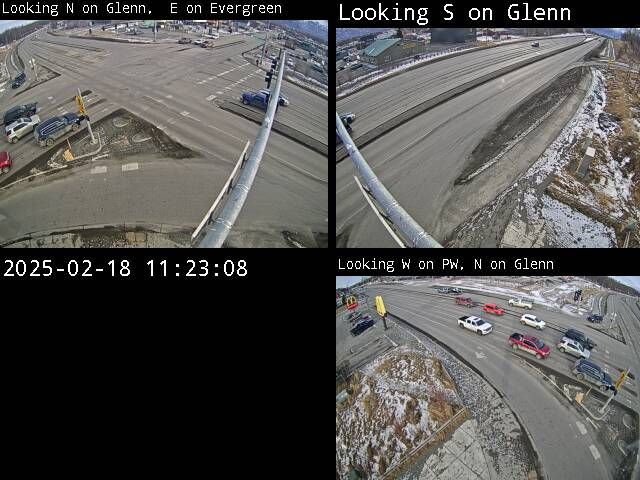 Looking N on Glenn,  E on Evergreen
Looking S on Glenn
2025-02-18 11:23:08
Looking W on PW, N on Glenn